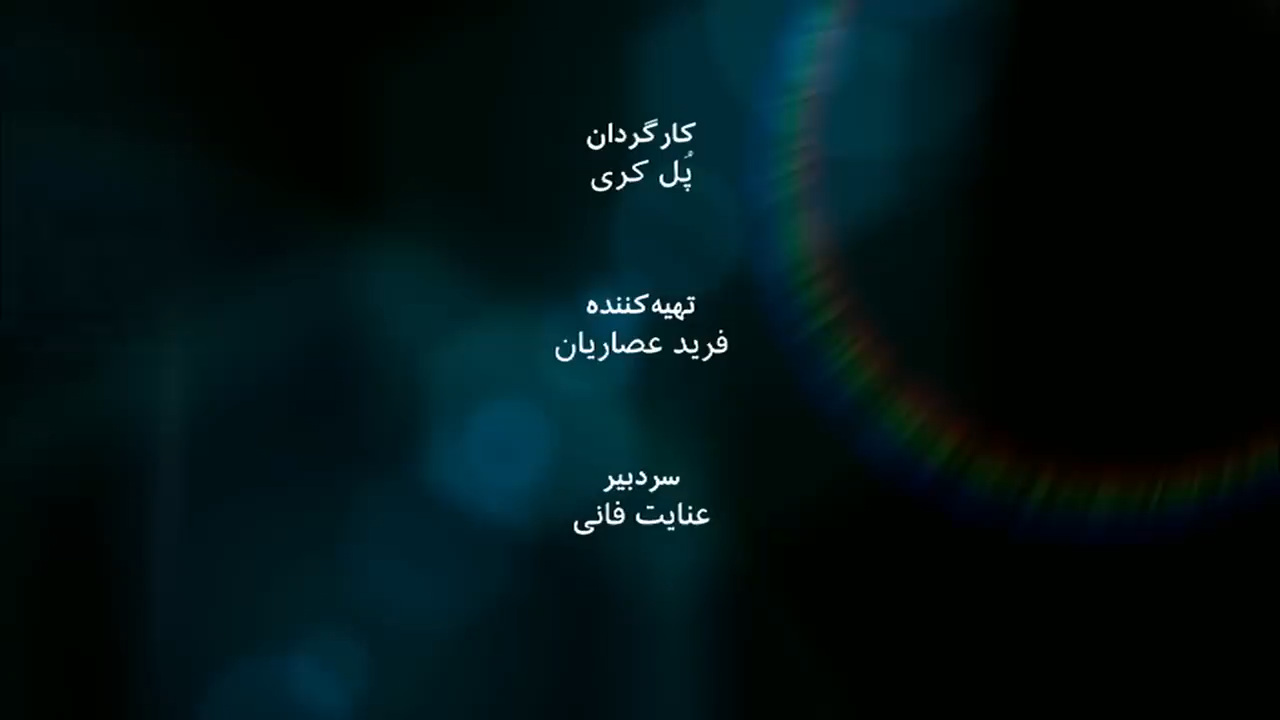 کارگردان
پُل کری
تهیه‌کننده
فرید عصاریان
سردبیر
عنایت فانی